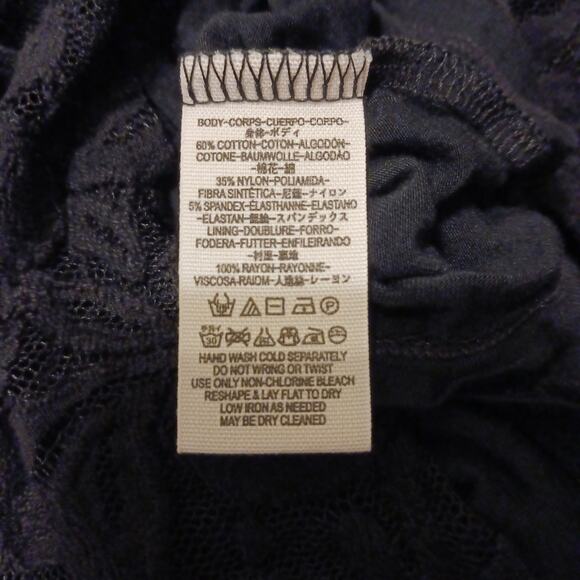 BODY-CORPS-CUERPO-CORPO-
身体-ボディ
60% COTTON-COTON-ALGODÓN-
COTONE-BAUMWOLLE-ALGODÃO
-棉花-綿
35% NYLON-POLIAMIDA-
FIBRA SINTÉTICA-尼龍-ナイロン
5% SPANDEX-ÉLASTHANNE-ELASTANO
-ELASTAN-スパンデックス
LINING-DOUBLURE-FORRO-
FODERA-FUTTER-ENFILEIRANDO
-衬里-裏地
100% RAYON-RAYONNE-
VISCOSA-RAIOM-人造絲-レーヨン
P
30
HAND WASH COLD SEPARATELY
DO NOT WRING OR TWIST
USE ONLY NON-CHLORINE BLEACH
RESHAPE & LAY FLAT TO DRY
LOW IRON AS NEEDED
MAY BE DRY CLEANED